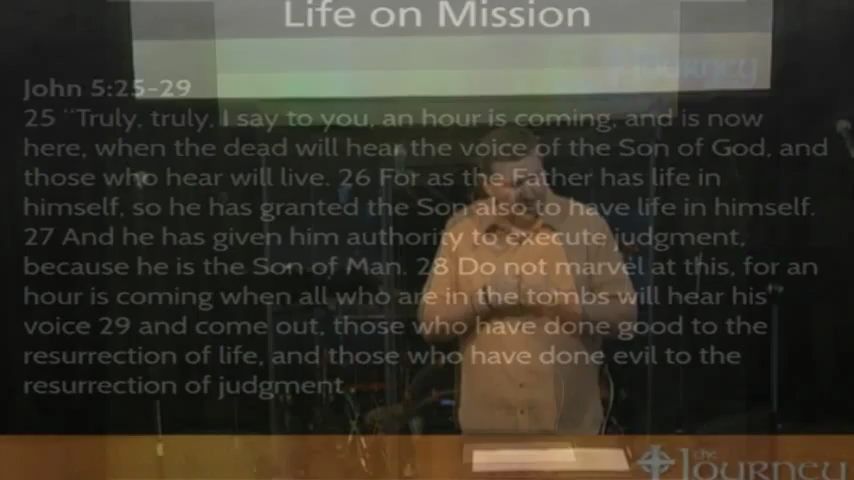 Life on Mission
Journey
John 5:25-29
25 “Truly, truly, I say to you, an hour is coming, and is now
here, when the dead will hear the voice of the Son of God, and
those who hear will live. 26 For as the Father has life in
himself, so he has granted the Son also to have life in himself.
27 And he has given him authority to execute judgment,
because he is the Son of Man. 28 Do not marvel at this, for an
hour is coming when all who are in the tombs will hear his
voice 29 and come out, those who have done good to the
resurrection of life, and those who have done evil to the
resurrection of judgment
the
Journey